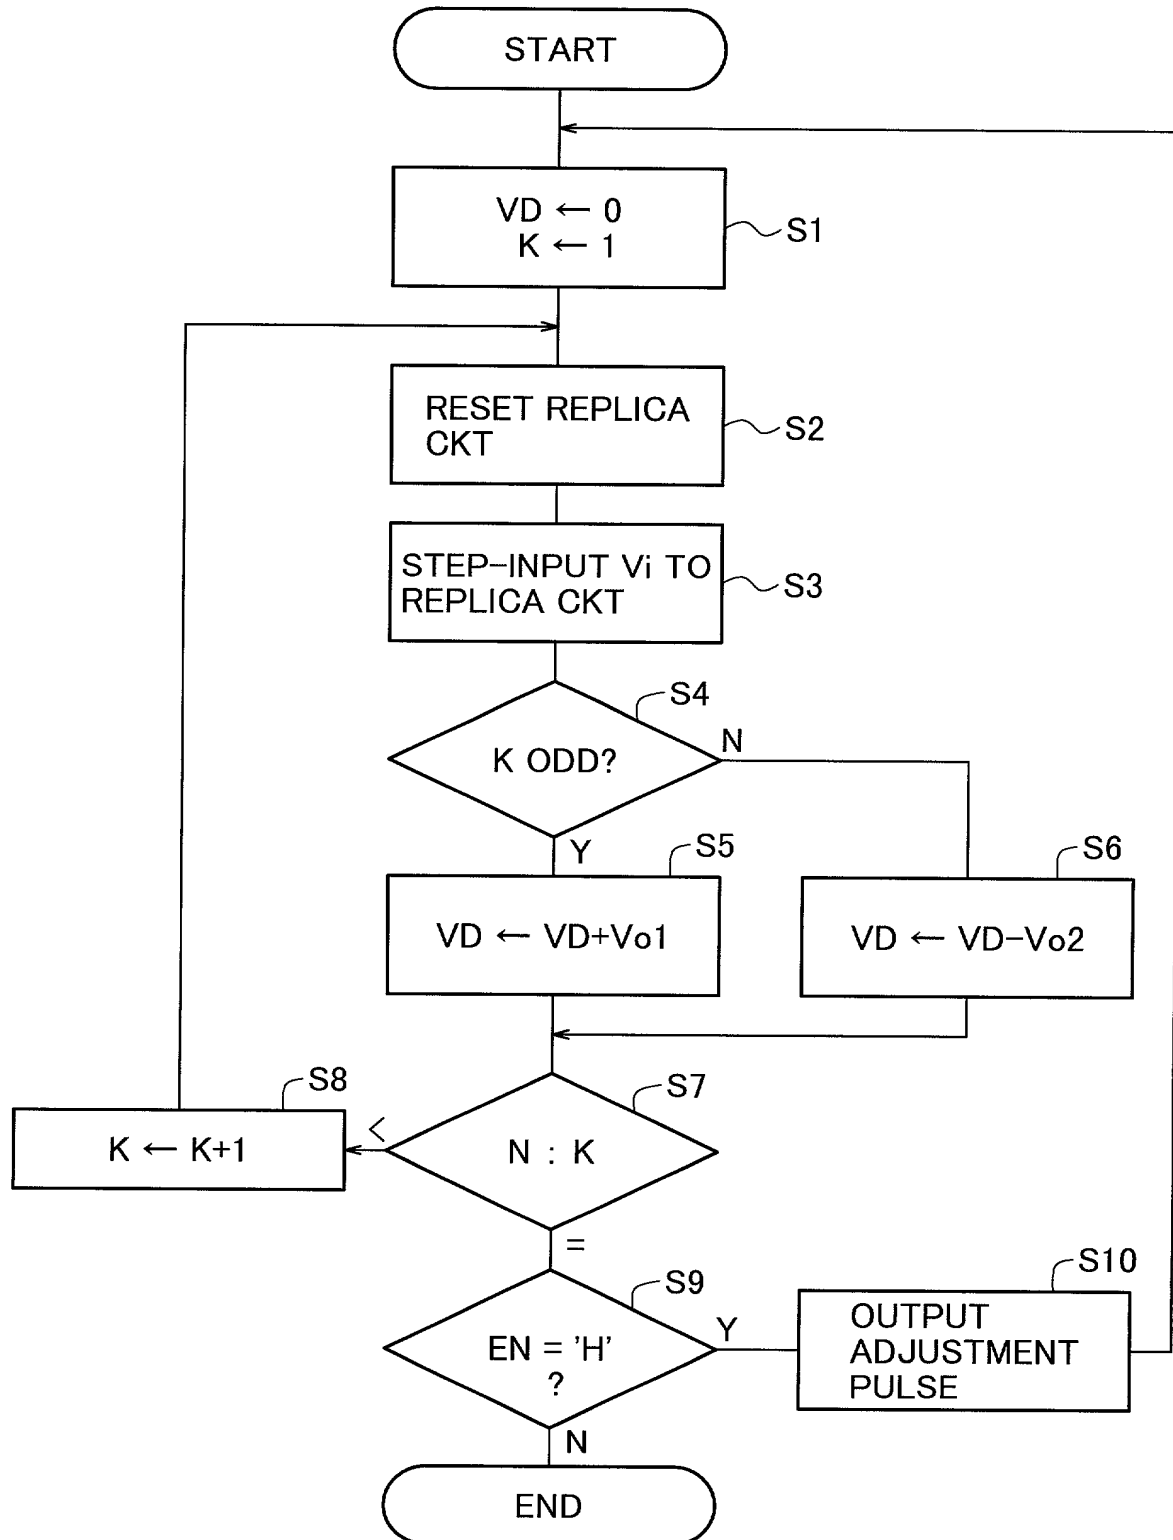 START
VD ← 0
K ← 1
S1
RESET REPLICA
CKT
S2
STEP-INPUT Vi TO
REPLICA CKT
S3
S4
K ODD?
N
Y
S5
VD ← VD+Vo1
S6
VD ← VD-Vo2
S8
K ← K+1
<
S7
N : K
=
S9
EN = 'H'
?
Y
N
S10
OUTPUT
ADJUSTMENT
PULSE
END